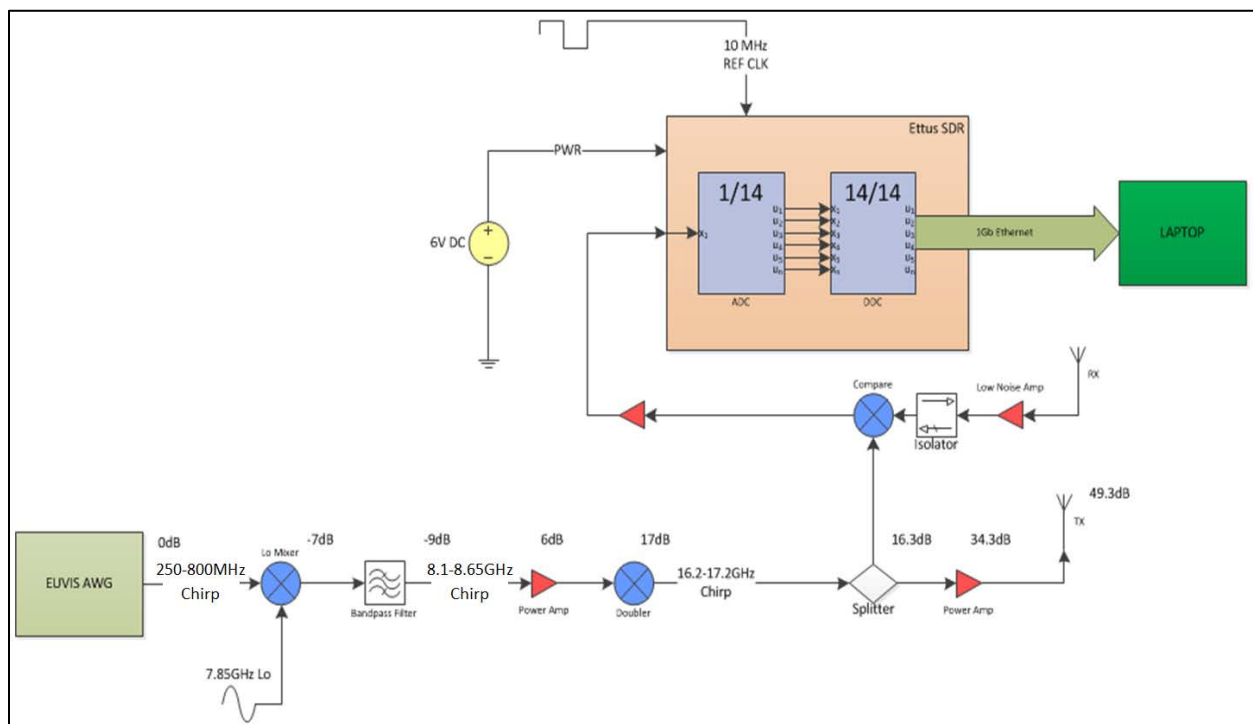 10 MHz
REF CLK
Ettus SDR
PWR
1/14
14/14
6V DC
X₁
U₁
U₂
U₃
U₄
U₅
Uₙ
X₁
X₂
X₃
X₄
X₅
Xₙ
U₁
U₂
U₃
U₄
U₅
Uₙ
ADC
DDC
1Gb Ethernet
LAPTOP
RX
Compare
Low Noise Amp
Isolator
49.3dB
TX
EUVIS AWG
0dB
250-800MHz
Chirp
Lo Mixer
-7dB
Bandpass Filter
-9dB
8.1-8.65GHz
Chirp
6dB
Power Amp
17dB
Doubler
16.2-17.2GHz
Chirp
Splitter
16.3dB
34.3dB
Power Amp
7.85GHz Lo